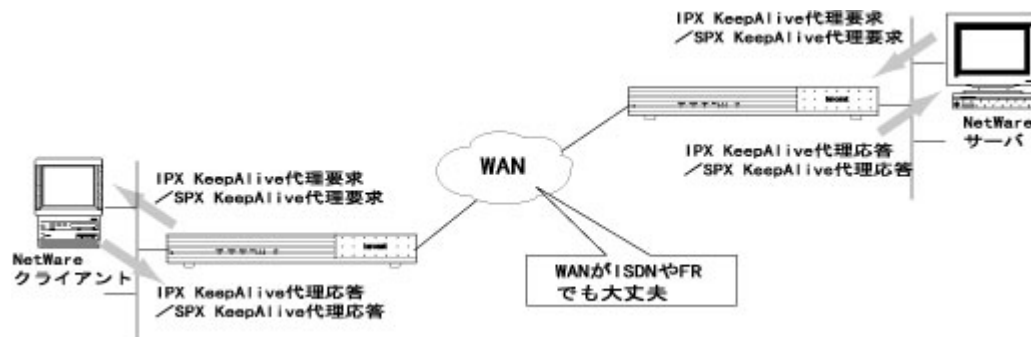 IPX KeepAlive代理要求
／SPX KeepAlive代理要求
NetWare
サーバ
IPX KeepAlive代理応答
／SPX KeepAlive代理応答
WAN
IPX KeepAlive代理要求
／SPX KeepAlive代理要求
NetWare
クライアント
IPX KeepAlive代理応答
／SPX KeepAlive代理応答
WANがISDNやFR
でも大丈夫